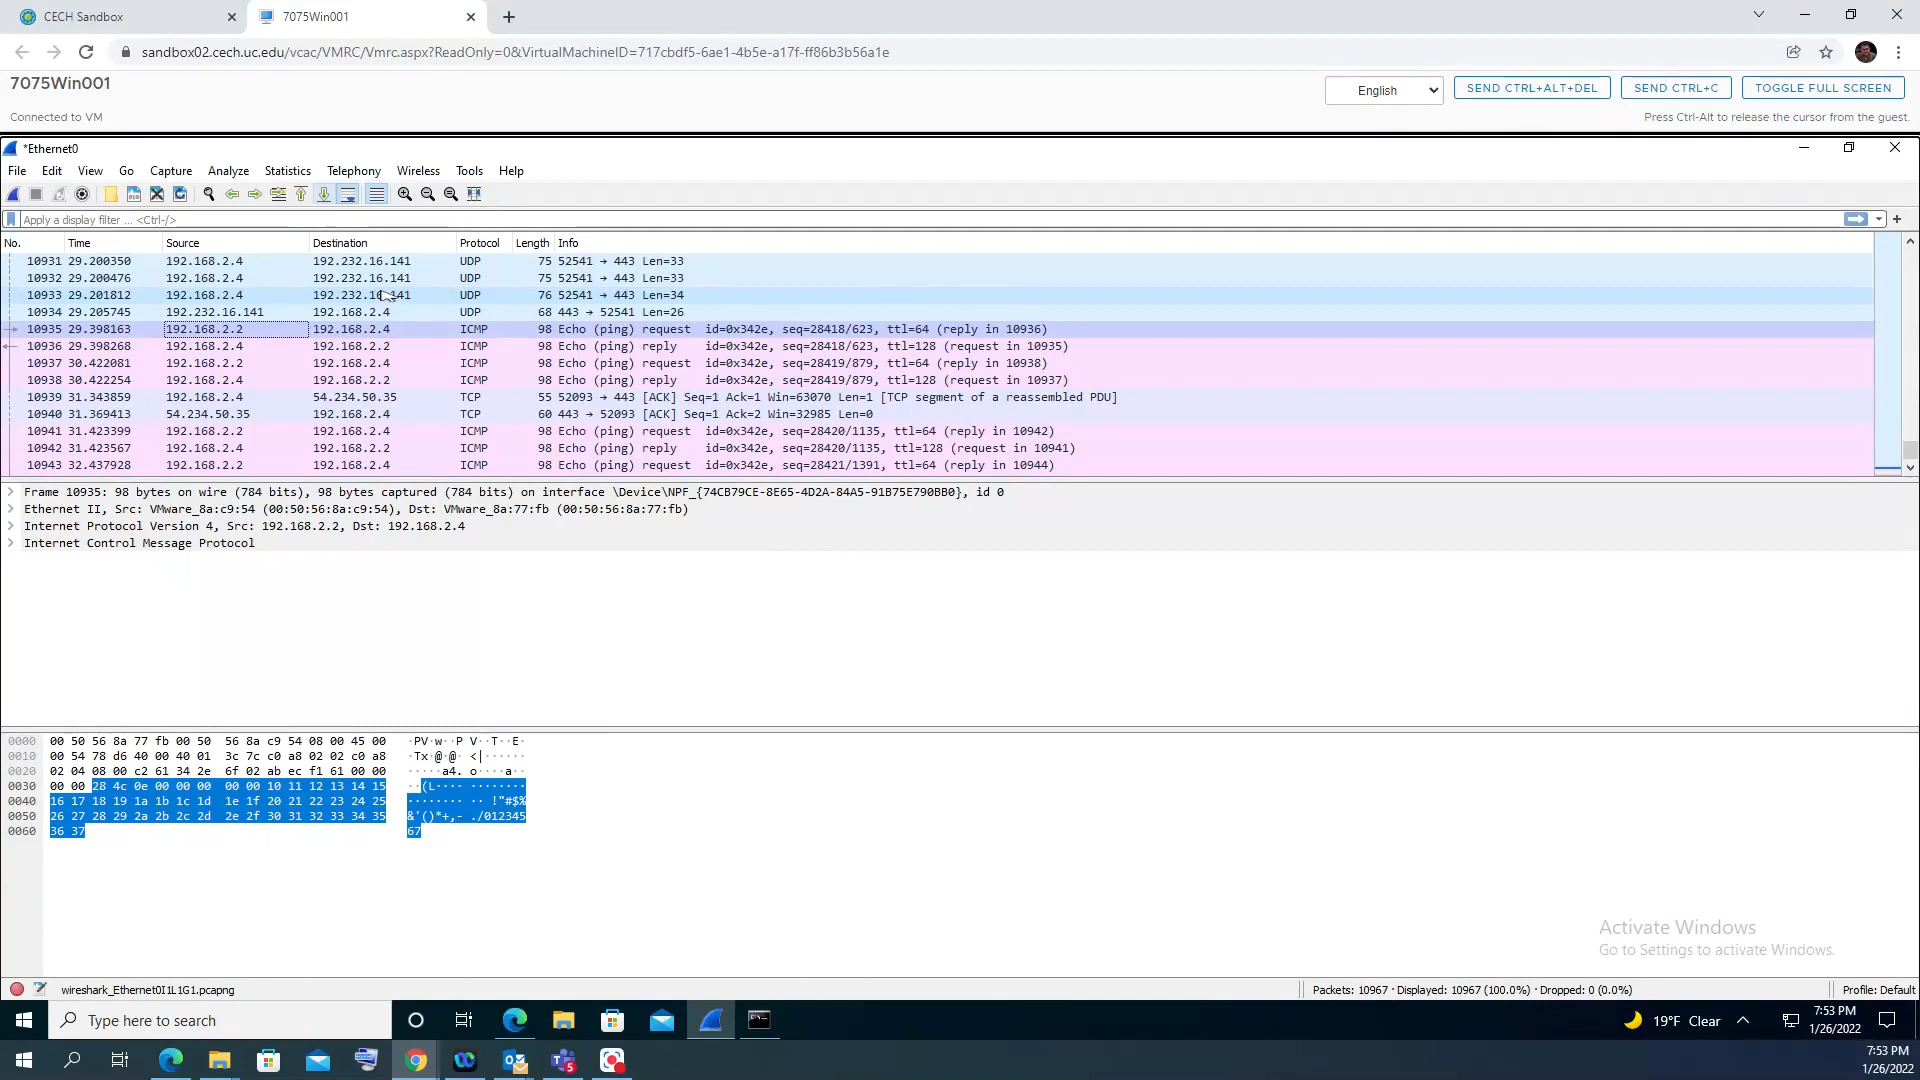 CECH Sandbox
7075Win001
sandbox02.cech.uc.edu/vcac/VMRC/Vmrc.aspx?ReadOnly=0&VirtualMachineID=717cbdf5-6ae1-4b5e-a17f-ff86b3b56a1e
7075Win001
English
SEND CTRL+ALT+DEL
SEND CTRL+C
TOGGLE FULL SCREEN
Connected to VM
Press Ctrl-Alt to release the cursor from the guest.
*Ethernet0
File Edit View Go Capture Analyze Statistics Telephony Wireless Tools Help
Apply a display filter ... <Ctrl-/>
No. Time Source Destination Protocol Length Info
10931 29.200350 192.168.2.4 192.232.16.141 UDP 75 52541 → 443 Len=33
10932 29.200476 192.168.2.4 192.232.16.141 UDP 75 52541 → 443 Len=33
10933 29.201812 192.168.2.4 192.232.16.141 UDP 76 52541 → 443 Len=34
10934 29.205745 192.232.16.141 192.168.2.4 UDP 68 443 → 52541 Len=26
10935 29.398163 192.168.2.2 192.168.2.4 ICMP 98 Echo (ping) request id=0x342e, seq=28418/623, ttl=64 (reply in 10936)
10936 29.398268 192.168.2.4 192.168.2.2 ICMP 98 Echo (ping) reply id=0x342e, seq=28418/623, ttl=128 (request in 10935)
10937 30.422081 192.168.2.2 192.168.2.4 ICMP 98 Echo (ping) request id=0x342e, seq=28419/879, ttl=64 (reply in 10938)
10938 30.422254 192.168.2.4 192.168.2.2 ICMP 98 Echo (ping) reply id=0x342e, seq=28419/879, ttl=128 (request in 10937)
10939 31.343859 192.168.2.4 54.234.50.35 TCP 55 52093 → 443 [ACK] Seq=1 Ack=1 Win=63070 Len=1 [TCP segment of a reassembled PDU]
10940 31.369413 54.234.50.35 192.168.2.4 TCP 60 443 → 52093 [ACK] Seq=1 Ack=2 Win=32985 Len=0
10941 31.423399 192.168.2.2 192.168.2.4 ICMP 98 Echo (ping) request id=0x342e, seq=28420/1135, ttl=64 (reply in 10942)
10942 31.423567 192.168.2.4 192.168.2.2 ICMP 98 Echo (ping) reply id=0x342e, seq=28420/1135, ttl=128 (request in 10941)
10943 32.437928 192.168.2.2 192.168.2.4 ICMP 98 Echo (ping) request id=0x342e, seq=28421/1391, ttl=64 (reply in 10944)
Frame 10935: 98 bytes on wire (784 bits), 98 bytes captured (784 bits) on interface \Device\NPF_{74CB79CE-8E65-4D2A-84A5-91B75E790BB0}, id 0
Ethernet II, Src: VMware_8a:c9:54 (00:50:56:8a:c9:54), Dst: VMware_8a:77:fb (00:50:56:8a:77:fb)
Internet Protocol Version 4, Src: 192.168.2.2, Dst: 192.168.2.4
Internet Control Message Protocol
0000 00 50 56 8a 77 fb 00 50 56 8a c9 54 08 00 45 00 ·PV·w··P V··T··E·
0010 00 54 78 d6 40 00 40 01 3c 7c c0 a8 02 02 c0 a8 ·Tx·@·@· <|······
0020 02 04 08 00 c2 61 34 2e 6f 02 ab ec f1 61 00 00 ·····a4. o····a··
0030 00 00 28 4c 0e 00 00 00 00 00 10 11 12 13 14 15 ··(L···· ········
0040 16 17 18 19 1a 1b 1c 1d 1e 1f 20 21 22 23 24 25 ········ ·· !"#$%
0050 26 27 28 29 2a 2b 2c 2d 2e 2f 30 31 32 33 34 35 &'()*+,- ./012345
0060 36 37 67
Activate Windows
Go to Settings to activate Windows.
wireshark_Ethernet0I1L1G1.pcapng
Packets: 10967 · Displayed: 10967 (100.0%) · Dropped: 0 (0.0%)
Profile: Default
Type here to search
19°F Clear
7:53 PM
1/26/2022
7:53 PM
1/26/2022